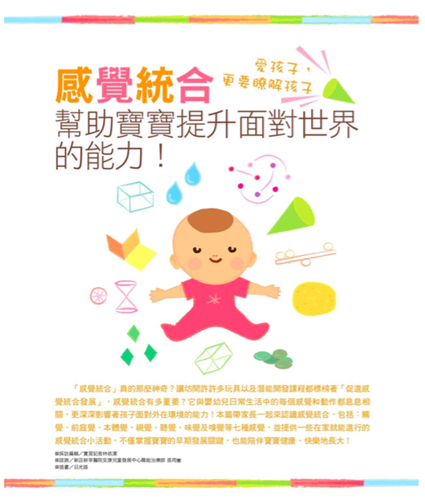 愛孩子，
更要瞭解孩子
感覺統合
幫助寶寶提升面對世界
的能力！
「感覺統合」真的那麼神奇？讓坊間許許多玩具以及潛能開發課程都標榜著「促進感
覺統合發展」，感覺統合有多重要？它與嬰幼兒日常生活中的每個感覺和動作都息息相
關，更深深影響著孩子面對外在環境的能力！本篇帶家長一起來認識感覺統合，包括：觸
覺、前庭覺、本體覺、視覺、聽覺、味覺及嗅覺等七種感覺，並提供一些在家就能進行的
感覺統合小活動，不僅掌握寶寶的早期發展關鍵，也能陪伴寶寶健康、快樂地長大！